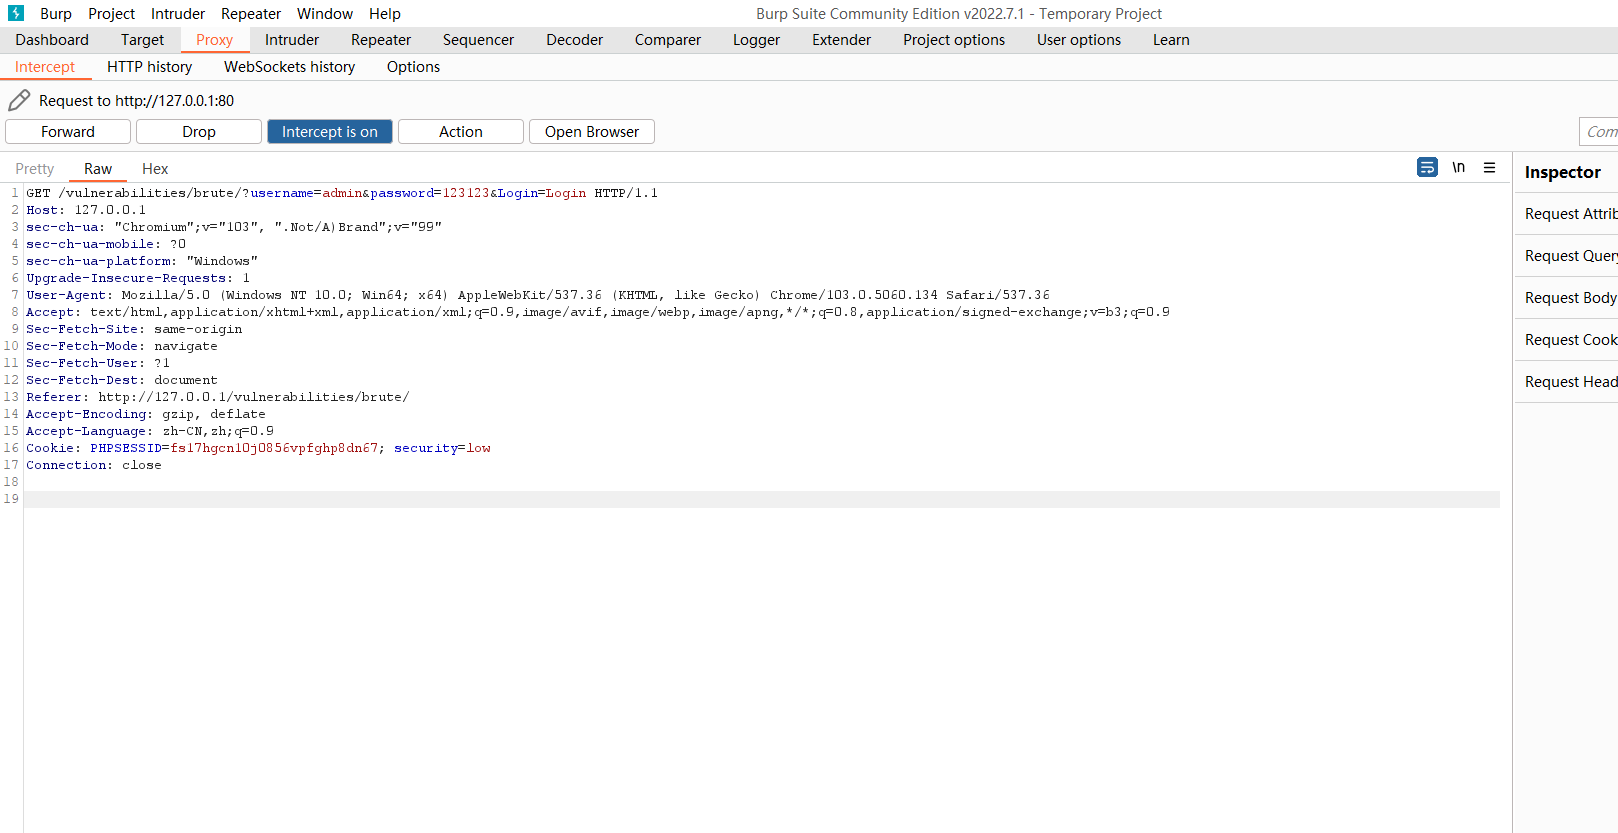 Burp Project Intruder Repeater Window Help
Burp Suite Community Edition v2022.7.1 - Temporary Project
Dashboard Target Proxy Intruder Repeater Sequencer Decoder Comparer Logger Extender Project options User options Learn
Intercept HTTP history WebSockets history Options
Request to http://127.0.0.1:80
Forward Drop Intercept is on Action Open Browser
Com
Pretty Raw Hex
\n
1 GET /vulnerabilities/brute/?username=admin&password=123123&Login=Login HTTP/1.1
2 Host: 127.0.0.1
3 sec-ch-ua: "Chromium";v="103", ".Not/A)Brand";v="99"
4 sec-ch-ua-mobile: ?0
5 sec-ch-ua-platform: "Windows"
6 Upgrade-Insecure-Requests: 1
7 User-Agent: Mozilla/5.0 (Windows NT 10.0; Win64; x64) AppleWebKit/537.36 (KHTML, like Gecko) Chrome/103.0.5060.134 Safari/537.36
8 Accept: text/html,application/xhtml+xml,application/xml;q=0.9,image/avif,image/webp,image/apng,*/*;q=0.8,application/signed-exchange;v=b3;q=0.9
9 Sec-Fetch-Site: same-origin
10 Sec-Fetch-Mode: navigate
11 Sec-Fetch-User: ?1
12 Sec-Fetch-Dest: document
13 Referer: http://127.0.0.1/vulnerabilities/brute/
14 Accept-Encoding: gzip, deflate
15 Accept-Language: zh-CN,zh;q=0.9
16 Cookie: PHPSESSID=fs17hgcn10j0856vpfghp8dn67; security=low
17 Connection: close
18
19
Inspector
Request Attrib
Request Query
Request Body
Request Cook
Request Head